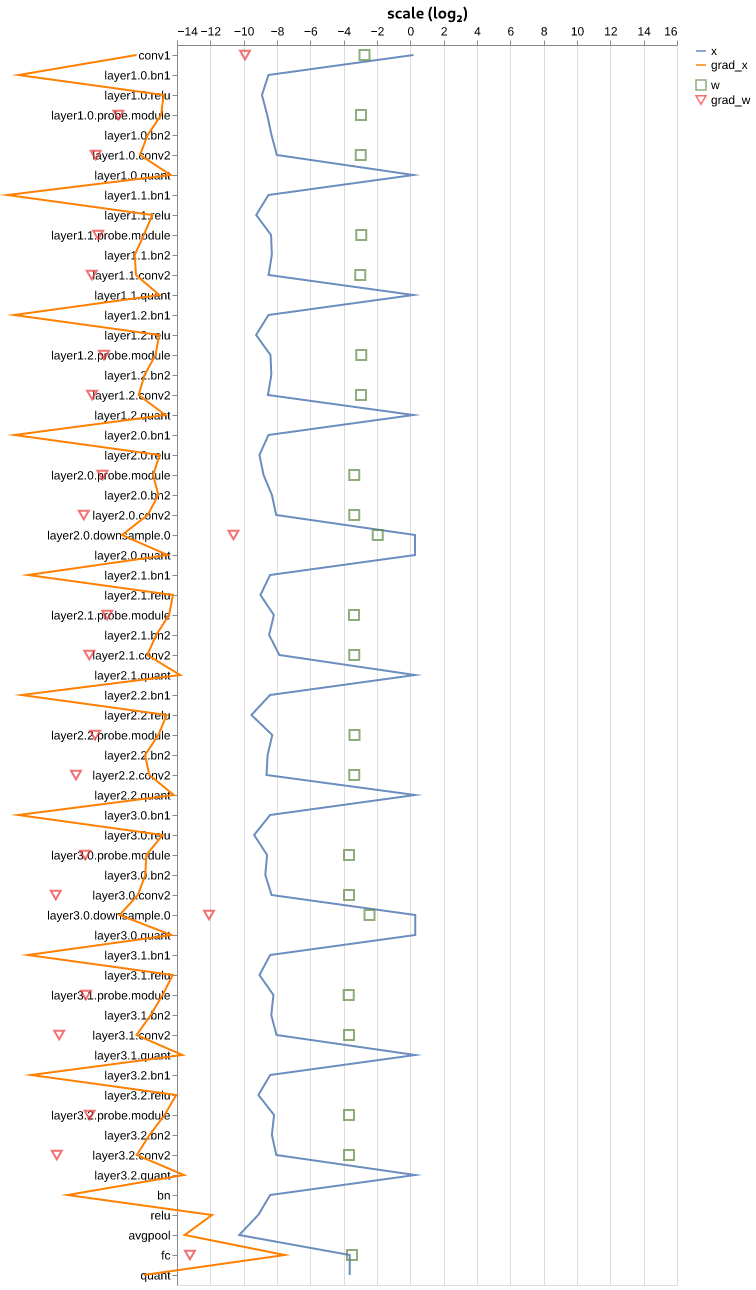 scale (log₂)
−14 −12 −10 −8 −6 −4 −2 0 2 4 6 8 10 12 14 16
x
grad_x
w
grad_w
conv1
layer1.0.bn1
layer1.0.relu
layer1.0.probe.module
layer1.0.bn2
layer1.0.conv2
layer1.0.quant
layer1.1.bn1
layer1.1.relu
layer1.1.probe.module
layer1.1.bn2
layer1.1.conv2
layer1.1.quant
layer1.2.bn1
layer1.2.relu
layer1.2.probe.module
layer1.2.bn2
layer1.2.conv2
layer1.2.quant
layer2.0.bn1
layer2.0.relu
layer2.0.probe.module
layer2.0.bn2
layer2.0.conv2
layer2.0.downsample.0
layer2.0.quant
layer2.1.bn1
layer2.1.relu
layer2.1.probe.module
layer2.1.bn2
layer2.1.conv2
layer2.1.quant
layer2.2.bn1
layer2.2.relu
layer2.2.probe.module
layer2.2.bn2
layer2.2.conv2
layer2.2.quant
layer3.0.bn1
layer3.0.relu
layer3.0.probe.module
layer3.0.bn2
layer3.0.conv2
layer3.0.downsample.0
layer3.0.quant
layer3.1.bn1
layer3.1.relu
layer3.1.probe.module
layer3.1.bn2
layer3.1.conv2
layer3.1.quant
layer3.2.bn1
layer3.2.relu
layer3.2.probe.module
layer3.2.bn2
layer3.2.conv2
layer3.2.quant
bn
relu
avgpool
fc
quant